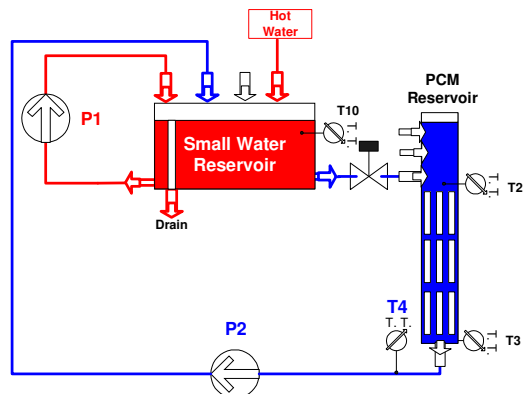 Hot
Water
P1
PCM
Reservoir
T10
Small Water
Reservoir
T2
Drain
T4
T. T.
P2
T3